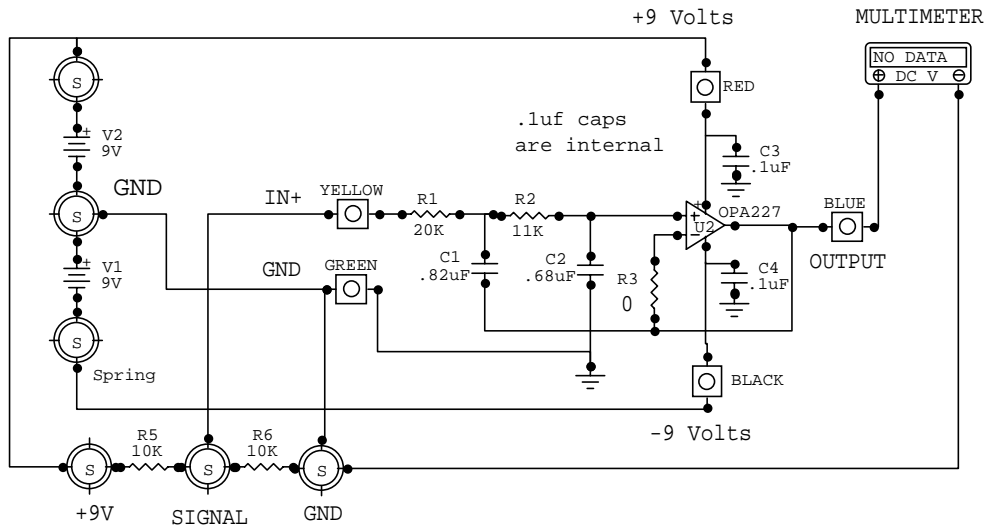 +9 Volts
MULTIMETER
NO DATA
DC V
S
RED
.1uf caps
are internal
V2
9V
C3
.1uF
GND
S
IN+
YELLOW
R1
20K
R2
11K
OPA227
U2
BLUE
OUTPUT
V1
9V
GND
GREEN
C1
.82uF
C2
.68uF
R3
0
C4
.1uF
S
Spring
BLACK
-9 Volts
R5
10K
R6
10K
S
S
S
+9V
SIGNAL
GND